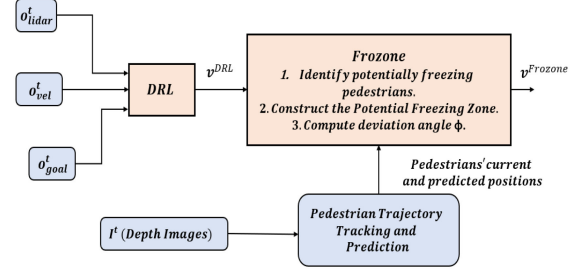 o^t_lidar
o^t_vel
o^t_goal
DRL
v^DRL
Frozone
1. Identify potentially freezing
pedestrians.
2. Construct the Potential Freezing Zone.
3. Compute deviation angle ϕ.
v^Frozone
Pedestrians' current
and predicted positions
I^t (Depth Images)
Pedestrian Trajectory
Tracking and
Prediction